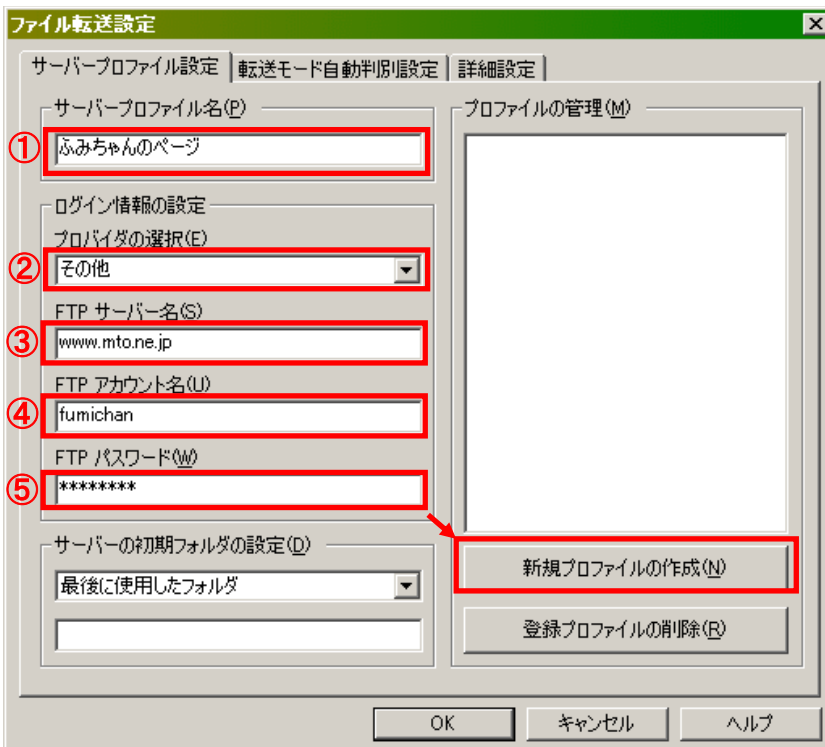 ファイル転送設定
サーバープロファイル設定 転送モード自動判別設定 詳細設定
サーバープロファイル名(P)
① ふみちゃんのページ
ログイン情報の設定
プロバイダの選択(E)
② その他
FTP サーバー名(S)
③ www.mto.ne.jp
FTP アカウント名(U)
④ fumichan
FTP パスワード(W)
⑤ ********
サーバーの初期フォルダの設定(D)
最後に使用したフォルダ
プロファイルの管理(M)
新規プロファイルの作成(N)
登録プロファイルの削除(R)
OK キャンセル ヘルプ